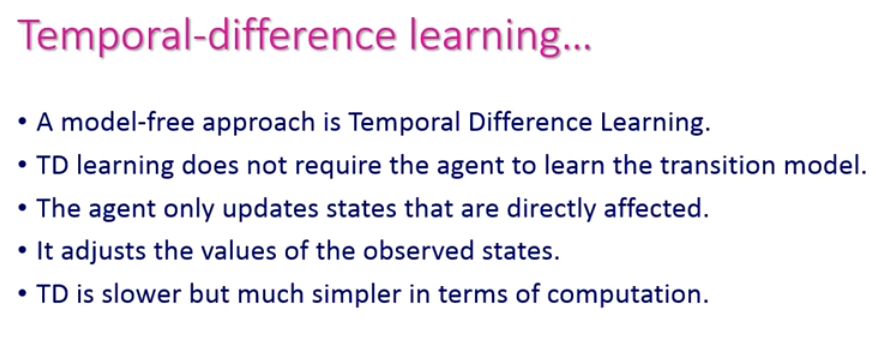 Temporal-difference learning...
• A model-free approach is Temporal Difference Learning.
• TD learning does not require the agent to learn the transition model.
• The agent only updates states that are directly affected.
• It adjusts the values of the observed states.
• TD is slower but much simpler in terms of computation.